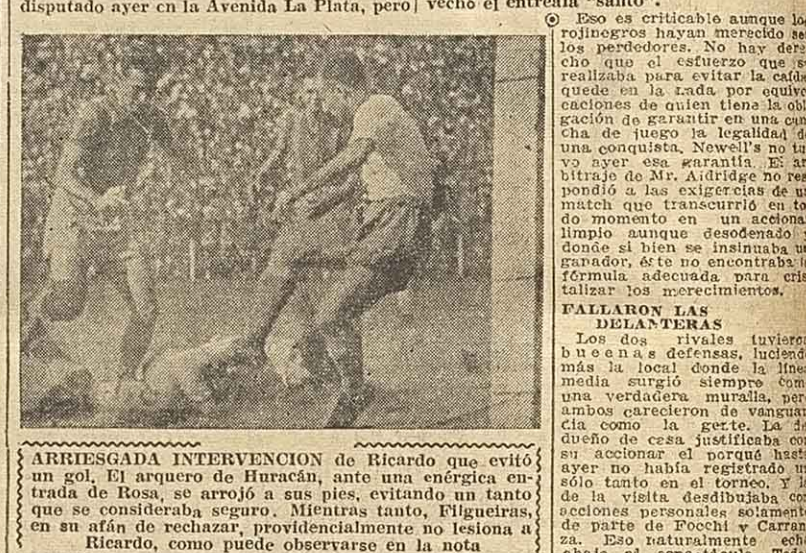 disputado ayer en la Avenida La Plata, pero
vechó el entreala "santo".
ARRIESGADA INTERVENCION de Ricardo que evitó
un gol. El arquero de Huracán, ante una enérgica en-
trada de Rosa, se arrojó a sus pies, evitando un tanto
que se consideraba seguro. Mientras tanto, Filgueiras,
en su afán de rechazar, providencialmente no lesiona a
Ricardo, como puede observarse en la nota
Eso es criticable aunque lo
rojinegros hayan merecido se
los perdedores. No hay dere
cho que el esfuerzo que s
realizaba para evitar la caída
quede en la nada por equivo
caciones de quien tiene la obl
gación de garantir en una can
cha de juego la legalidad d
una conquista. Newell's no tu
vo ayer esa garantía. El ar
bitraje de Mr. Aidridge no res
pondió a las exigencias de un
match que transcurrió en to
do momento en un acciona
limpio aunque desodenado
donde si bien se insinuaba un
ganador, éste no encontraba l
fórmula adecuada para cris
talizar los merecimientos.
FALLARON LAS
DELANTERAS
Los dos rivales tuvieron
buenas defensas, luciendo
más la local donde la línea
media surgió siempre com
una verdadera muralla, pero
ambos carecieron de vanguar
dia como la gente. La de
dueño de casa justificaba con
su accionar el porqué hasta
ayer no había registrado un
sólo tanto en el torneo. Y la
de la visita desdibujaba con
acciones personales solamente
de parte de Focchi y Carran
za. Eso naturalmente echó